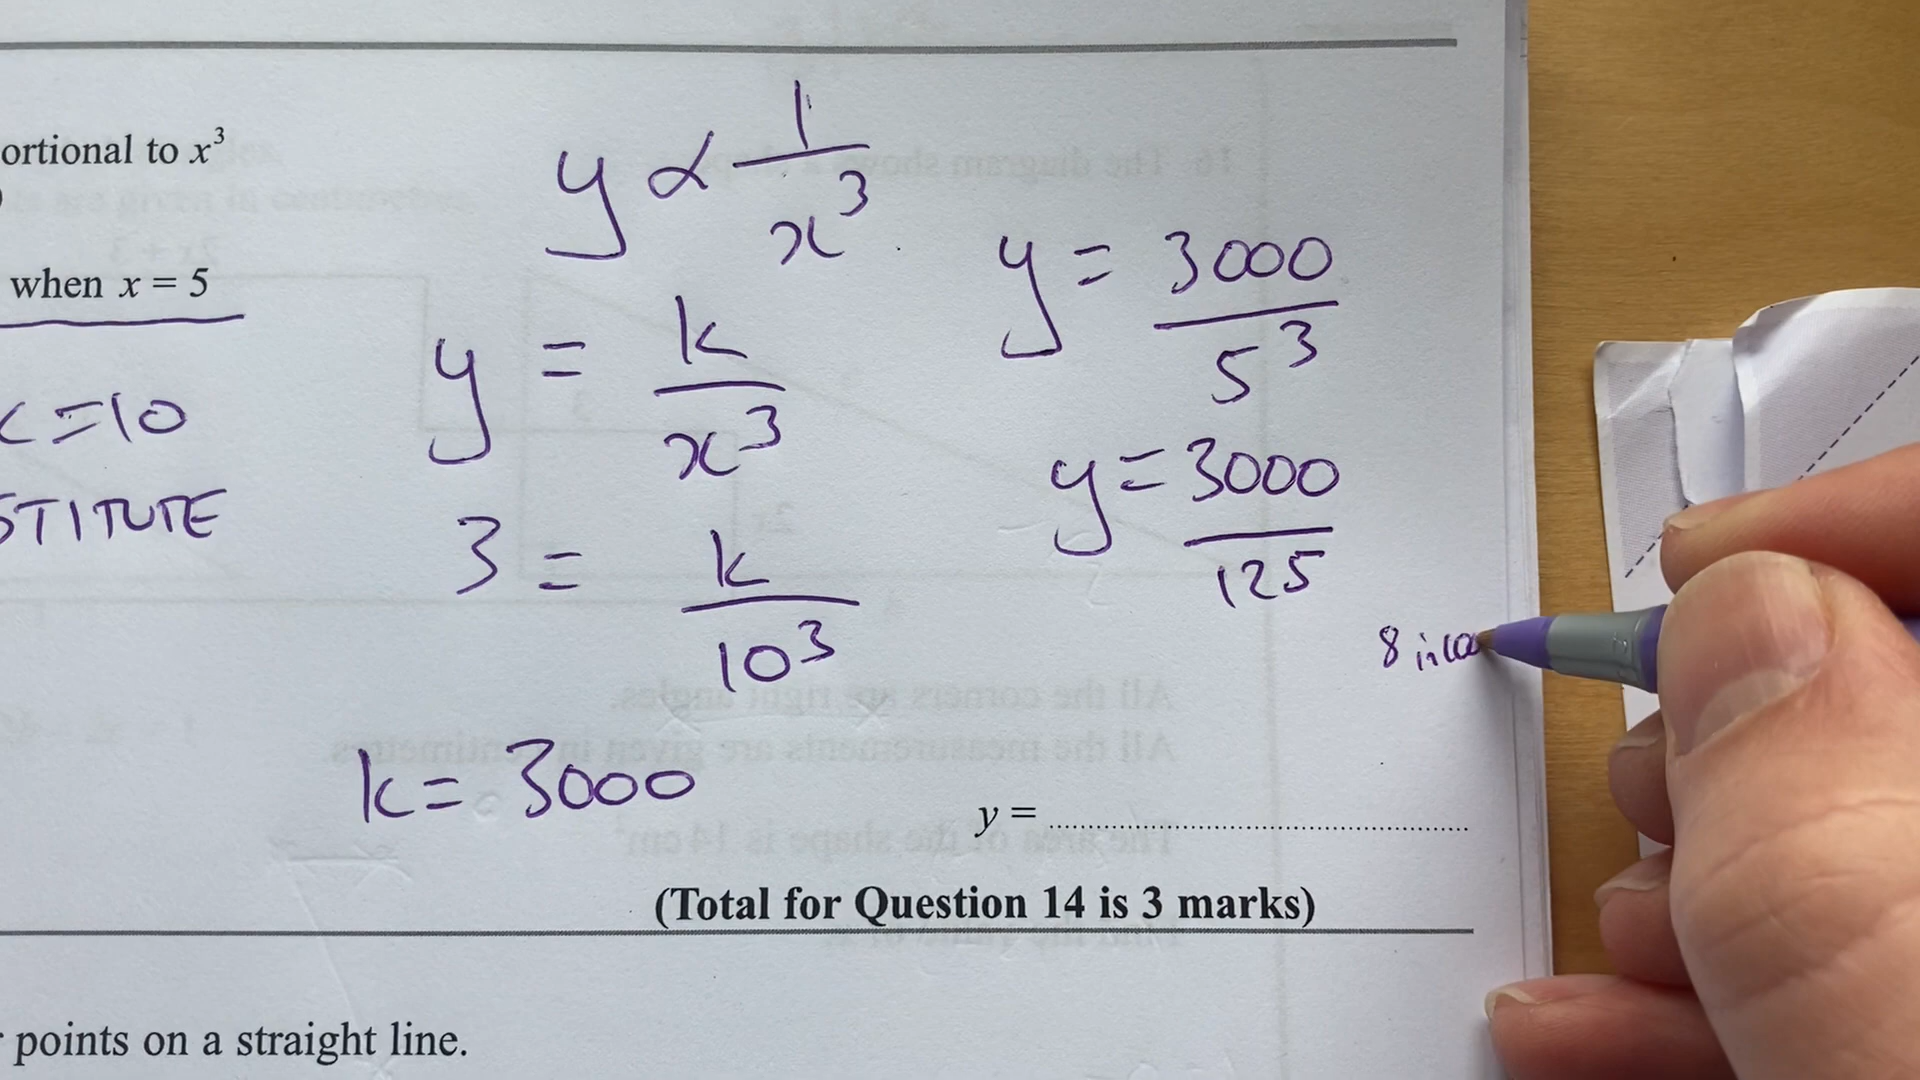 ortional to x³
y ∝ 1/x³
when x = 5
y = k/x³
y = 3000/5³
x=10
STITUTE
3 = k/10³
y = 3000/125
8 in
k = 3000
y =
(Total for Question 14 is 3 marks)
points on a straight line.